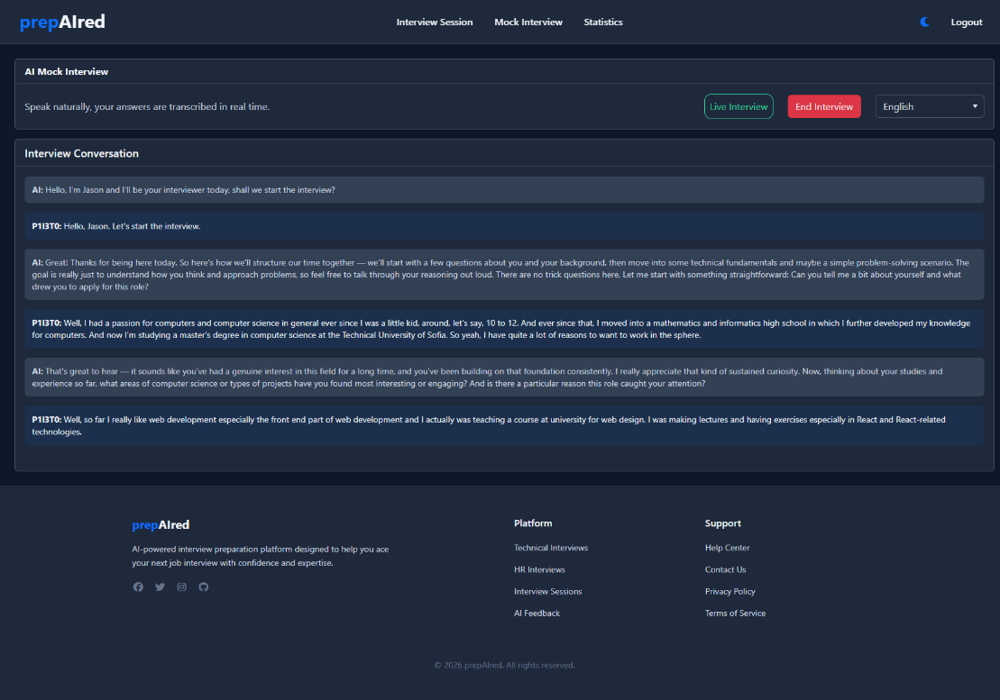 prepAIred
Interview Session
Mock Interview
Statistics
Logout
AI Mock Interview
Speak naturally, your answers are transcribed in real time.
Live Interview
End Interview
English
Interview Conversation
AI: Hello, I'm Jason and I'll be your interviewer today, shall we start the interview?
P1I3T0: Hello, Jason. Let's start the interview.
AI: Great! Thanks for being here today. So here's how we'll structure our time together — we'll start with a few questions about you and your background, then move into some technical fundamentals and maybe a simple problem-solving scenario. The
goal is really just to understand how you think and approach problems, so feel free to talk through your reasoning out loud. There are no trick questions here. Let me start with something straightforward: Can you tell me a bit about yourself and what
drew you to apply for this role?
P1I3T0: Well, I had a passion for computers and computer science in general ever since I was a little kid, around, let's say, 10 to 12. And ever since that, I moved into a mathematics and informatics high school in which I further developed my knowledge
for computers. And now I'm studying a master's degree in computer science at the Technical University of Sofia. So yeah, I have quite a lot of reasons to want to work in the sphere.
AI: That's great to hear — it sounds like you've had a genuine interest in this field for a long time, and you've been building on that foundation consistently. I really appreciate that kind of sustained curiosity. Now, thinking about your studies and
experience so far, what areas of computer science or types of projects have you found most interesting or engaging? And is there a particular reason this role caught your attention?
P1I3T0: Well, so far I really like web development especially the front end part of web development and I actually was teaching a course at university for web design. I was making lectures and having exercises especially in React and React-related
technologies.
prepAIred
AI-powered interview preparation platform designed to help you ace
your next job interview with confidence and expertise.
Platform
Technical Interviews
HR Interviews
Interview Sessions
AI Feedback
Support
Help Center
Contact Us
Privacy Policy
Terms of Service
© 2026 prepAIred. All rights reserved.